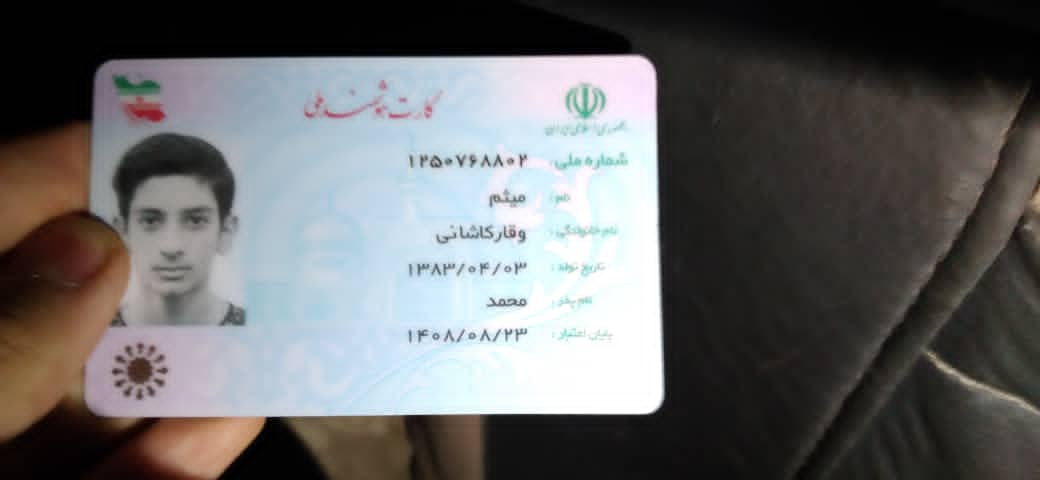 کارت هوشمند ملی
جمهوری اسلامی ایران
شماره ملی: ۱۲۵۰۷۶۸۸۰۲
نام: میثم
نام خانوادگی: وقارکاشانی
تاریخ تولد: ۱۳۸۳/۰۴/۰۳
نام پدر: محمد
پایان اعتبار: ۱۴۰۸/۰۸/۲۳